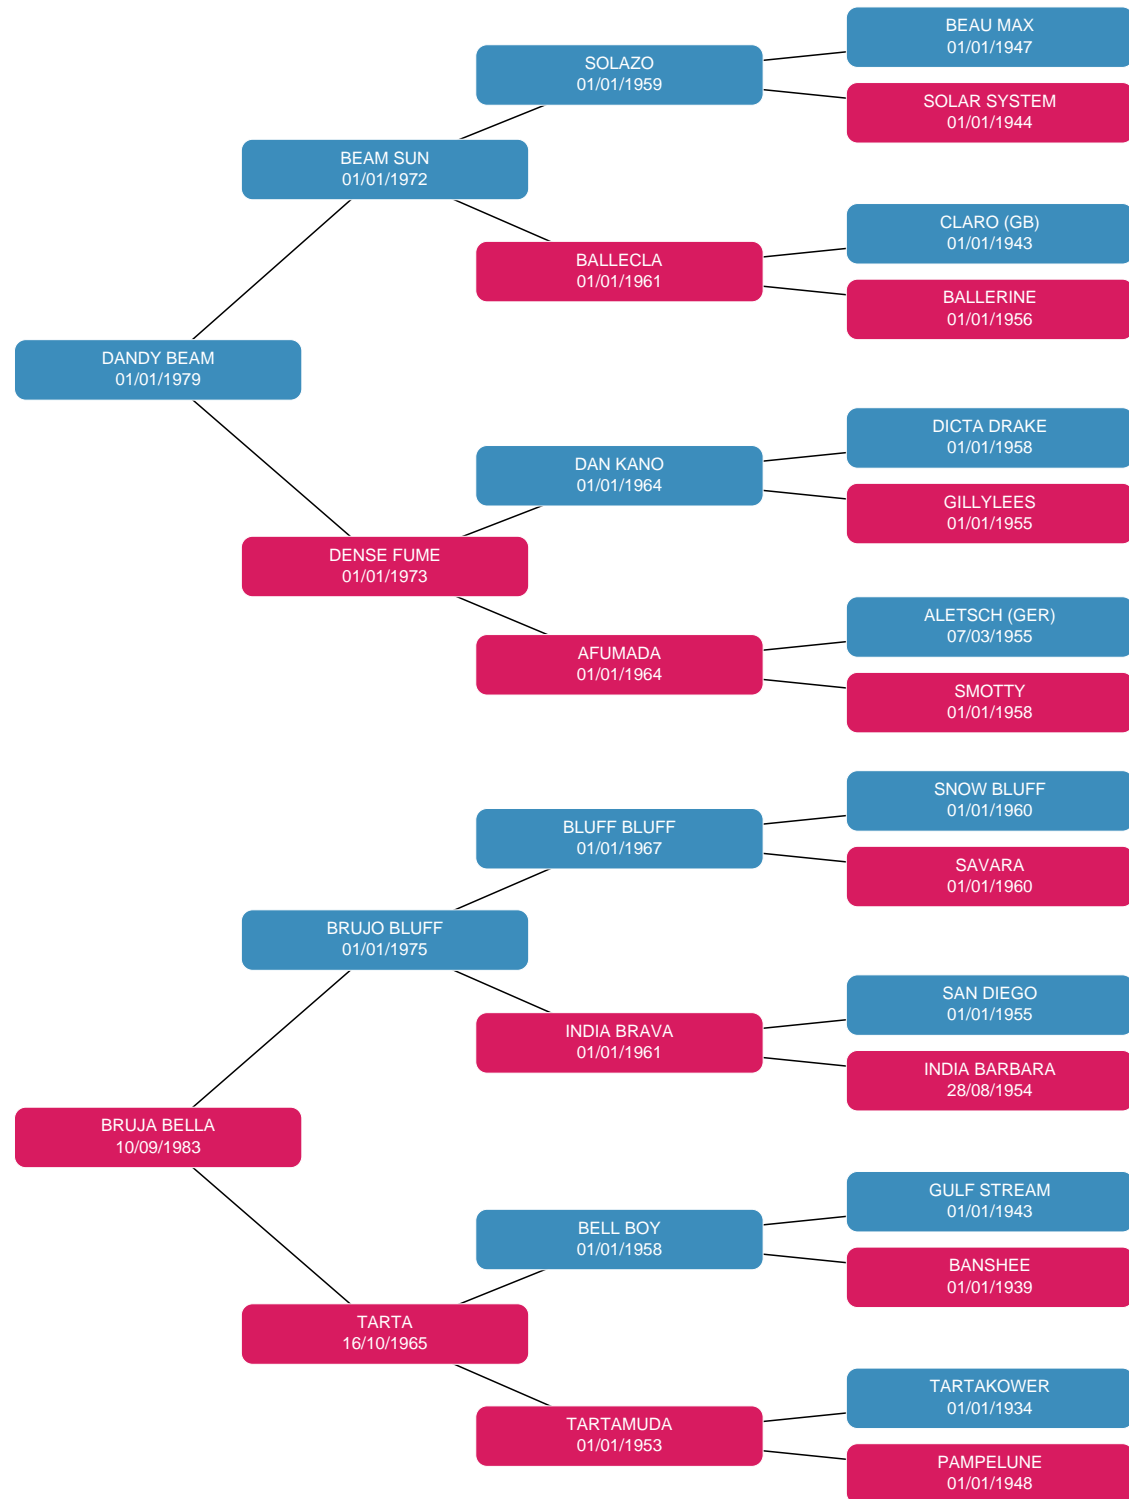 BEAU MAX
01/01/1947
SOLAZO
01/01/1959
SOLAR SYSTEM
01/01/1944
BEAM SUN
01/01/1972
CLARO (GB)
01/01/1943
BALLECLA
01/01/1961
BALLERINE
01/01/1956
DANDY BEAM
01/01/1979
DICTA DRAKE
01/01/1958
DAN KANO
01/01/1964
GILLYLEES
01/01/1955
DENSE FUME
01/01/1973
ALETSCH (GER)
07/03/1955
AFUMADA
01/01/1964
SMOTTY
01/01/1958
SNOW BLUFF
01/01/1960
BLUFF BLUFF
01/01/1967
SAVARA
01/01/1960
BRUJO BLUFF
01/01/1975
SAN DIEGO
01/01/1955
INDIA BRAVA
01/01/1961
INDIA BARBARA
28/08/1954
BRUJA BELLA
10/09/1983
GULF STREAM
01/01/1943
BELL BOY
01/01/1958
BANSHEE
01/01/1939
TARTA
16/10/1965
TARTAKOWER
01/01/1934
TARTAMUDA
01/01/1953
PAMPELUNE
01/01/1948